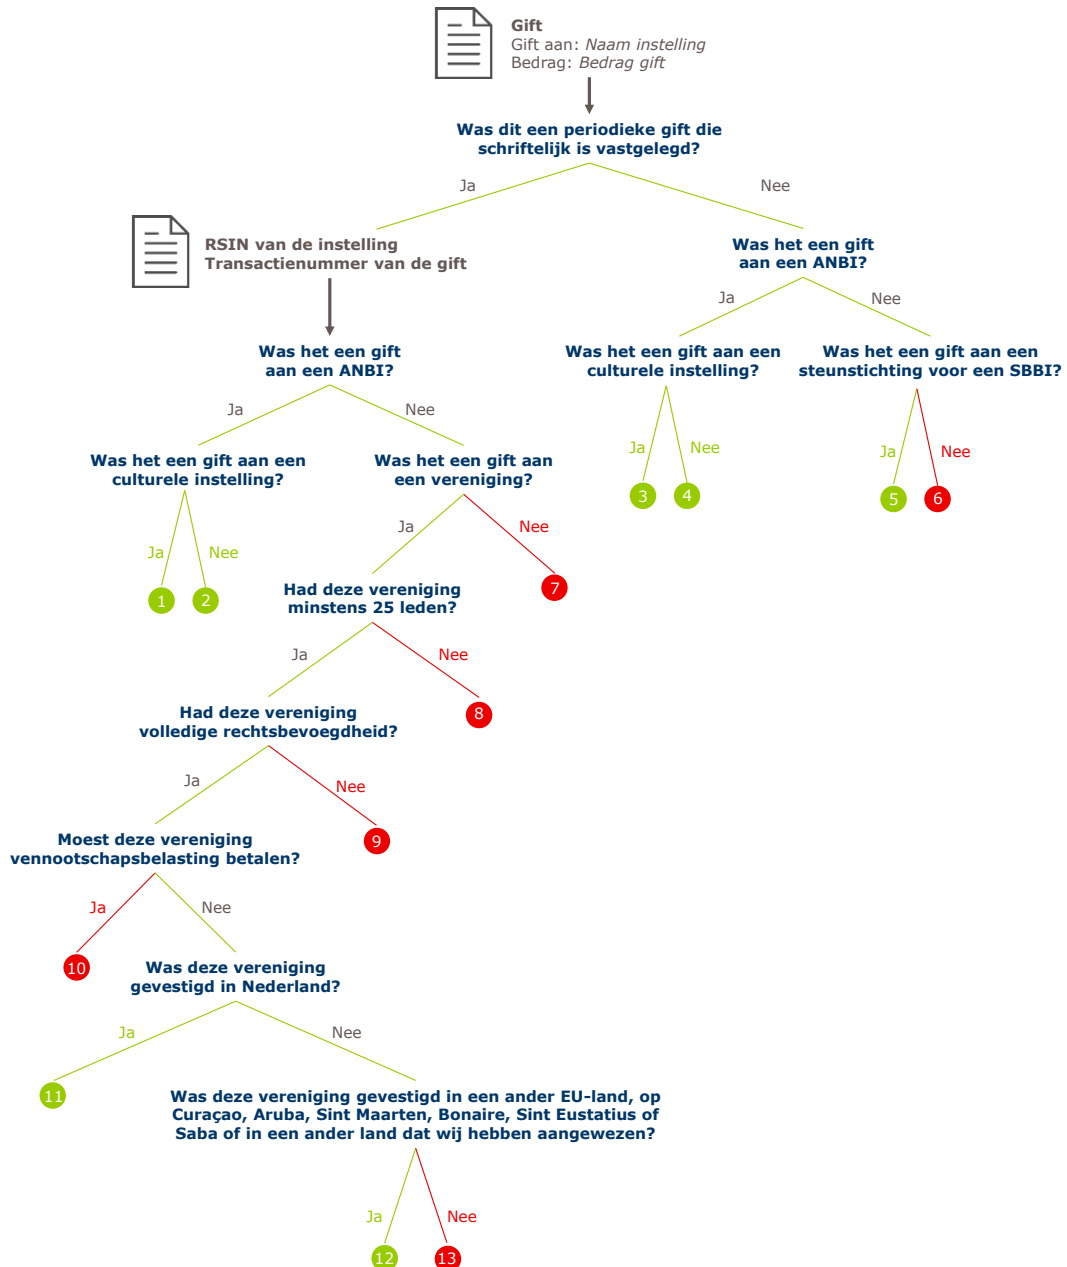 Gift
Gift aan: Naam instelling
Bedrag: Bedrag gift
Was dit een periodieke gift die
schriftelijk is vastgelegd?
Ja
Nee
RSIN van de instelling
Transactienummer van de gift
Was het een gift
aan een ANBI?
Ja
Nee
Was het een gift
aan een ANBI?
Was het een gift aan een
culturele instelling?
Was het een gift aan een
steunstichting voor een SBBI?
Ja
Nee
Ja
Nee
Ja
Nee
Was het een gift aan een
culturele instelling?
Was het een gift aan
een vereniging?
3
4
5
6
Ja
Nee
Ja
Nee
1
2
7
Had deze vereniging
minstens 25 leden?
Ja
Nee
8
Had deze vereniging
volledige rechtsbevoegdheid?
Ja
Nee
9
Moest deze vereniging
vennootschapsbelasting betalen?
Ja
Nee
10
Was deze vereniging
gevestigd in Nederland?
Ja
Nee
11
Was deze vereniging gevestigd in een ander EU-land, op
Curaçao, Aruba, Sint Maarten, Bonaire, Sint Eustatius of
Saba of in een ander land dat wij hebben aangewezen?
Ja
Nee
12
13